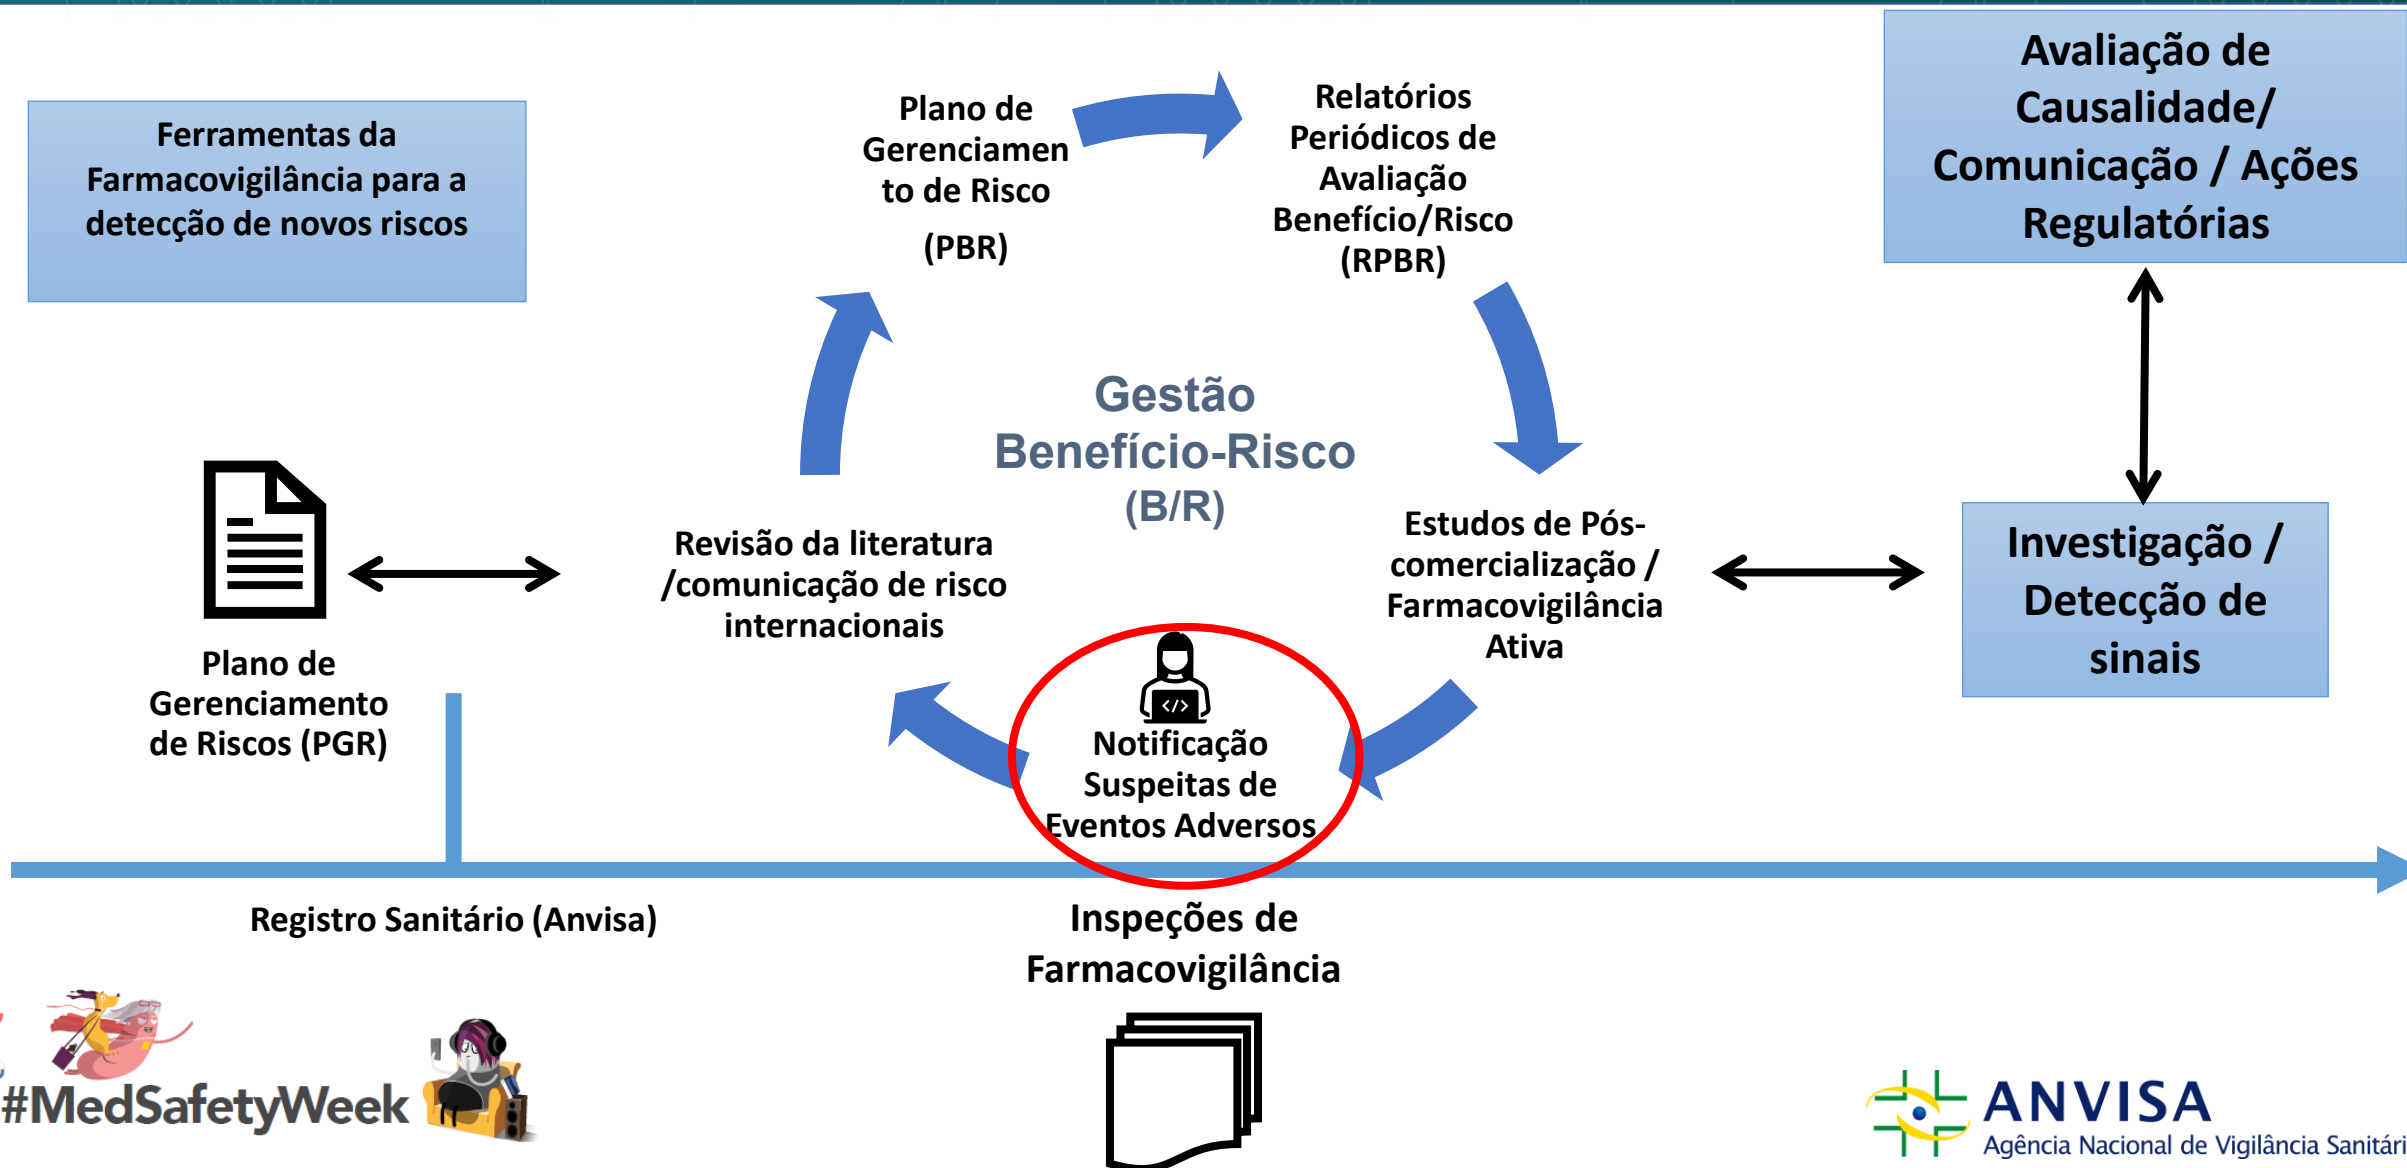 Ferramentas da
Farmacovigilância para a
detecção de novos riscos
Plano de
Gerenciamen
to de Risco
(PBR)
Relatórios
Periódicos de
Avaliação
Benefício/Risco
(RPBR)
Avaliação de
Causalidade/
Comunicação / Ações
Regulatórias
Gestão
Benefício-Risco
(B/R)
Revisão da literatura
/comunicação de risco
internacionais
Estudos de Pós-
comercialização /
Farmacovigilância
Ativa
Investigação /
Detecção de
sinais
Plano de
Gerenciamento
de Riscos (PGR)
</>
Notificação
Suspeitas de
Eventos Adversos
Registro Sanitário (Anvisa)
Inspeções de
Farmacovigilância
#MedSafetyWeek
ANVISA
Agência Nacional de Vigilância Sanitári